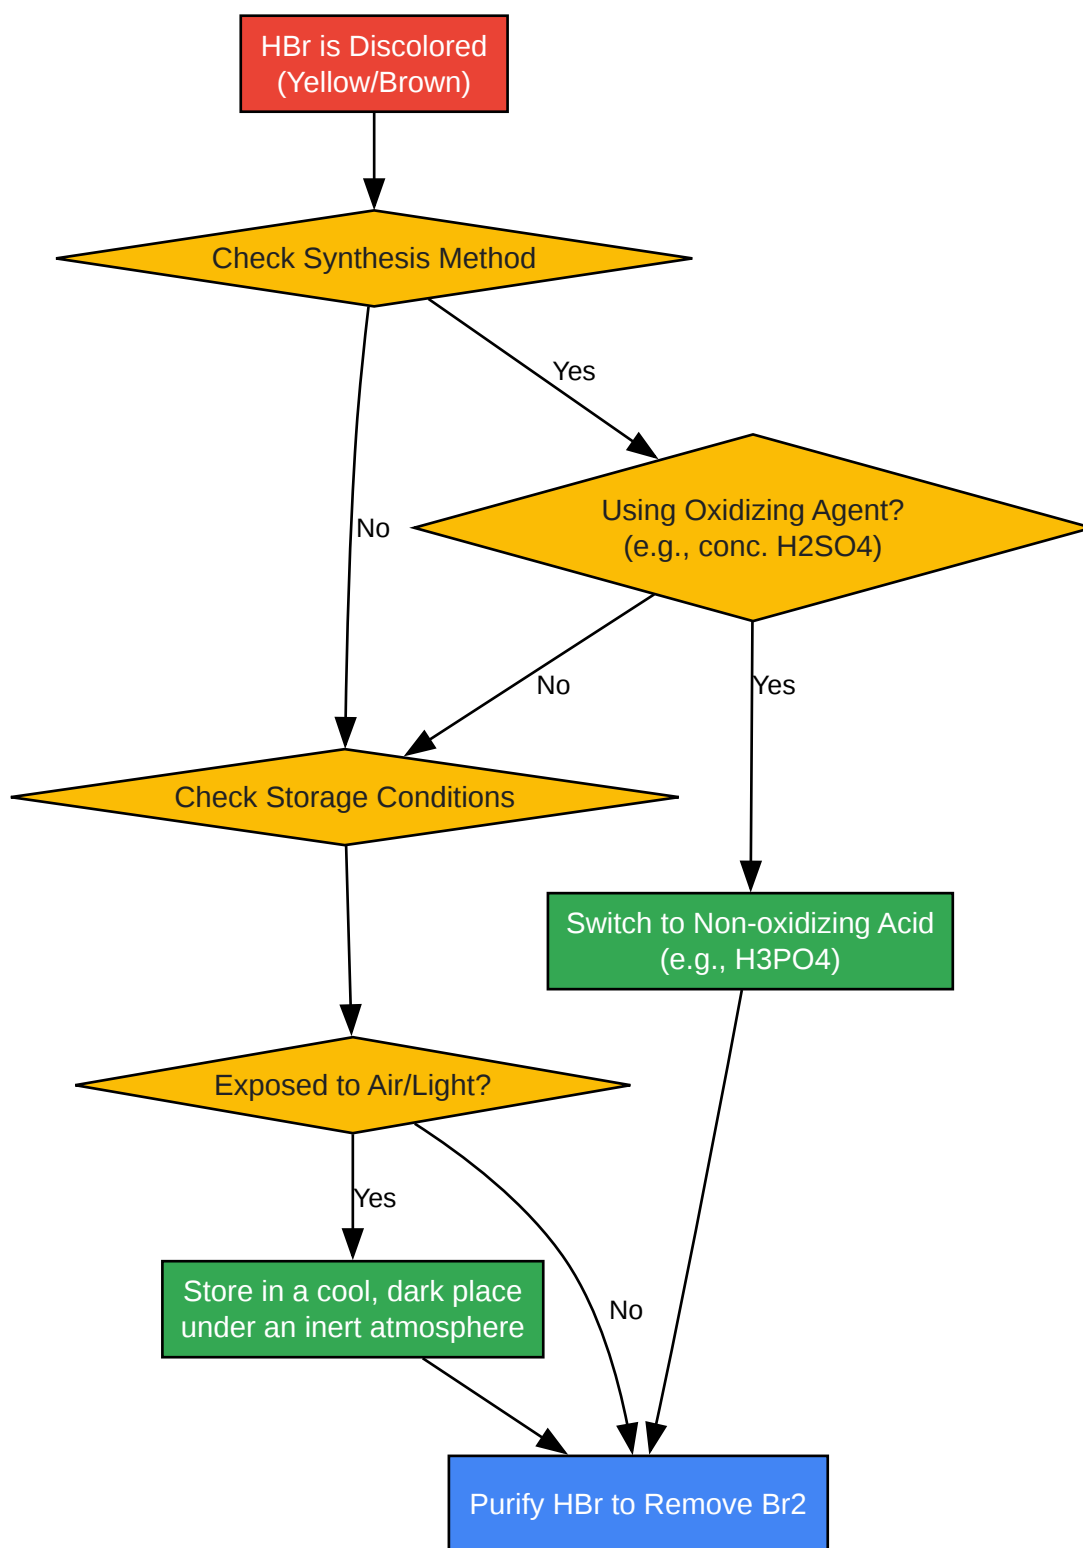 HBr is Discolored
(Yellow/Brown)
Check Synthesis Method
Yes
Using Oxidizing Agent?
(e.g., conc. H2SO4)
No
No
Yes
Check Storage Conditions
Switch to Non-oxidizing Acid
(e.g., H3PO4)
Exposed to Air/Light?
Yes
Store in a cool, dark place
under an inert atmosphere
No
Purify HBr to Remove Br2